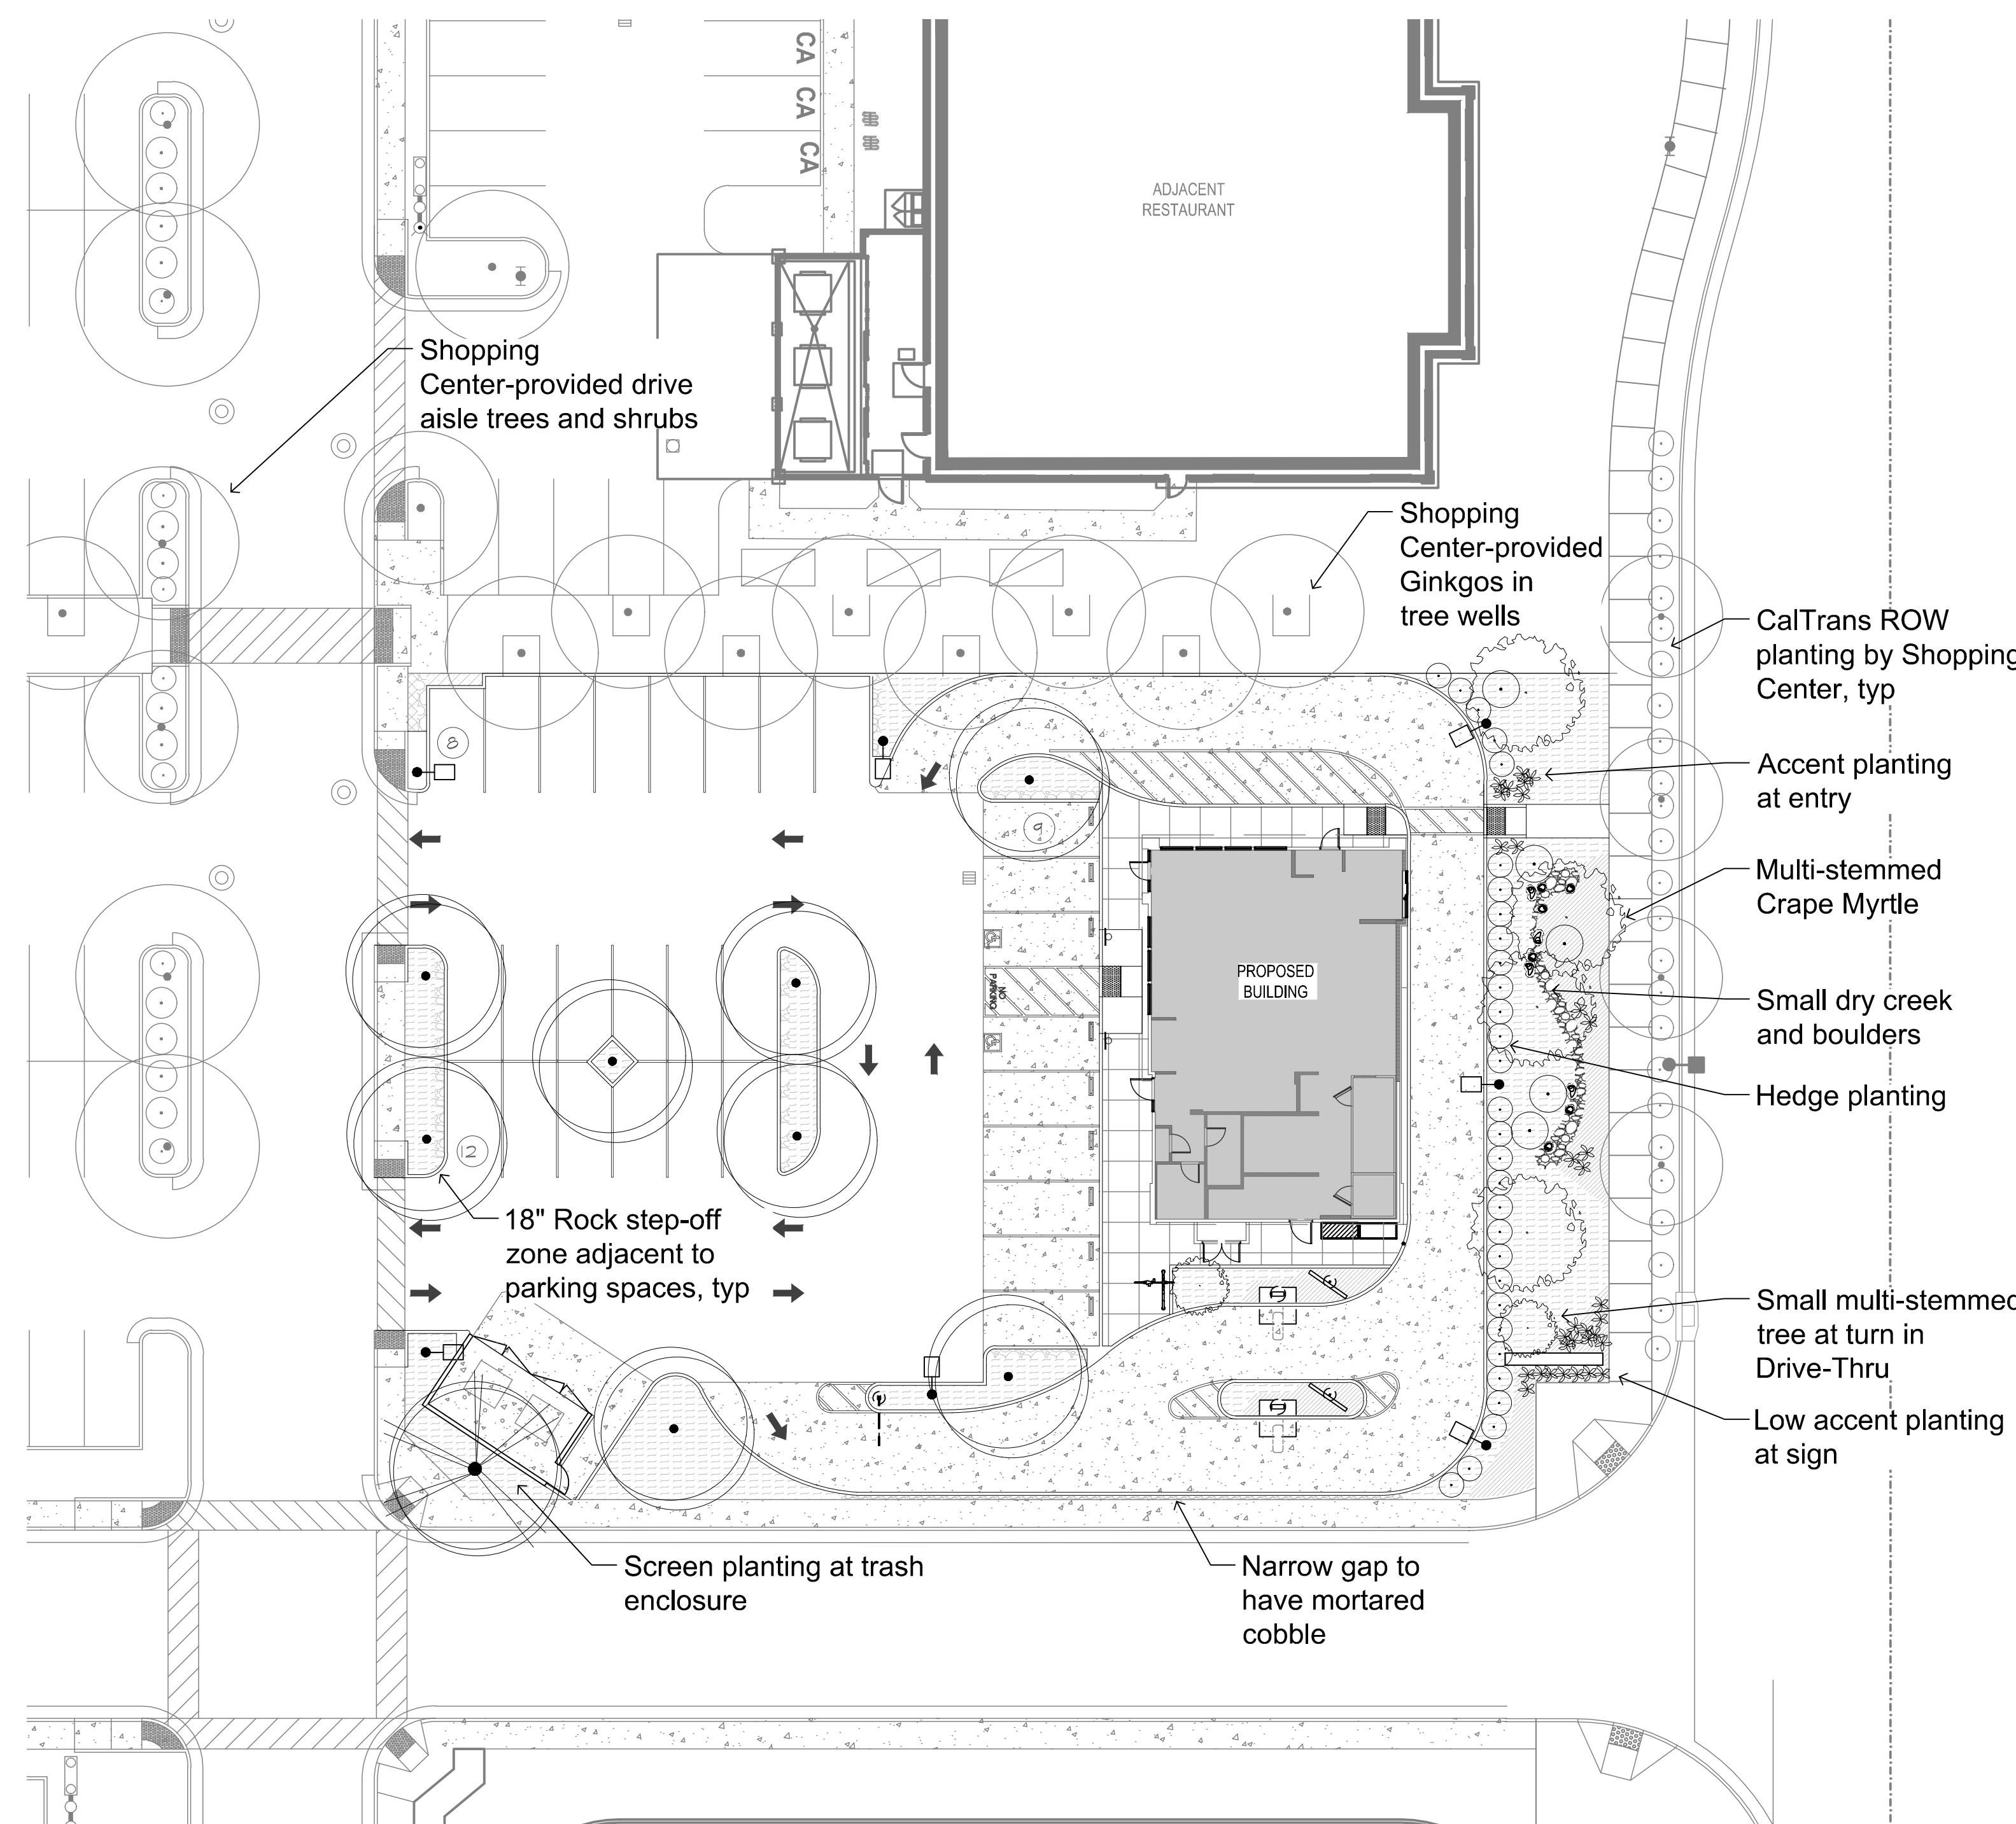 CA CA CA
ADJACENT
RESTAURANT
Shopping
Center-provided drive
aisle trees and shrubs
Shopping
Center-provided
Ginkgos in
tree wells
CalTrans ROW
planting by Shopping
Center, typ
8
Accent planting
at entry
9
Multi-stemmed
Crape Myrtle
PROPOSED
BUILDING
NO
PARKING
Small dry creek
and boulders
Hedge planting
12
18" Rock step-off
zone adjacent to
parking spaces, typ
Small multi-stemmed
tree at turn in
Drive-Thru
Low accent planting
at sign
Screen planting at trash
enclosure
Narrow gap to
have mortared
cobble